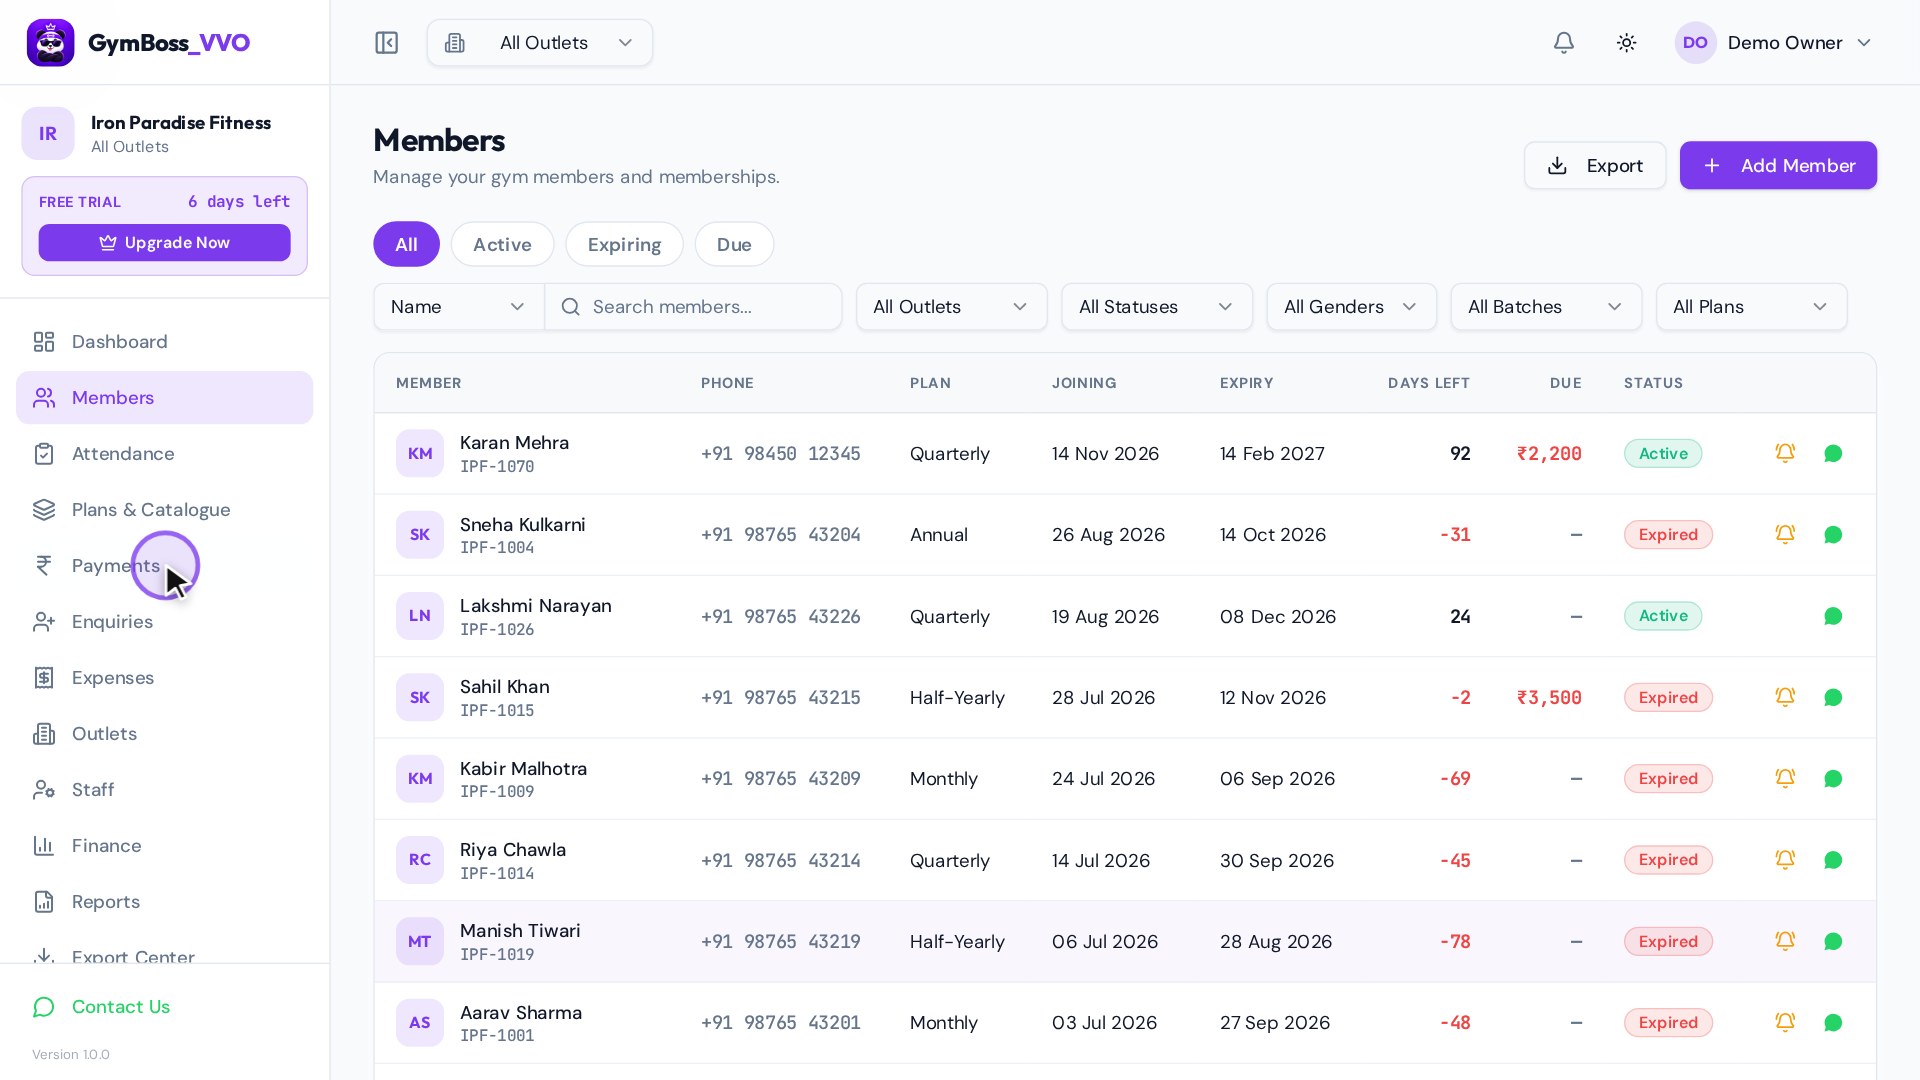 GymBoss_VVO
All Outlets
DO Demo Owner
IR Iron Paradise Fitness
All Outlets
FREE TRIAL 6 days left
Upgrade Now
Dashboard
Members
Attendance
Plans & Catalogue
Payments
Enquiries
Expenses
Outlets
Staff
Finance
Reports
Export Center
Contact Us
Version 1.0.0
Members
Manage your gym members and memberships.
Export
Add Member
All Active Expiring Due
Name Search members... All Outlets All Statuses All Genders All Batches All Plans
MEMBER PHONE PLAN JOINING EXPIRY DAYS LEFT DUE STATUS
KM Karan Mehra +91 98450 12345 Quarterly 14 Nov 2026 14 Feb 2027 92 ₹2,200 Active
IPF-1070
SK Sneha Kulkarni +91 98765 43204 Annual 26 Aug 2026 14 Oct 2026 -31 – Expired
IPF-1004
LN Lakshmi Narayan +91 98765 43226 Quarterly 19 Aug 2026 08 Dec 2026 24 – Active
IPF-1026
SK Sahil Khan +91 98765 43215 Half-Yearly 28 Jul 2026 12 Nov 2026 -2 ₹3,500 Expired
IPF-1015
KM Kabir Malhotra +91 98765 43209 Monthly 24 Jul 2026 06 Sep 2026 -69 – Expired
IPF-1009
RC Riya Chawla +91 98765 43214 Quarterly 14 Jul 2026 30 Sep 2026 -45 – Expired
IPF-1014
MT Manish Tiwari +91 98765 43219 Half-Yearly 06 Jul 2026 28 Aug 2026 -78 – Expired
IPF-1019
AS Aarav Sharma +91 98765 43201 Monthly 03 Jul 2026 27 Sep 2026 -48 – Expired
IPF-1001